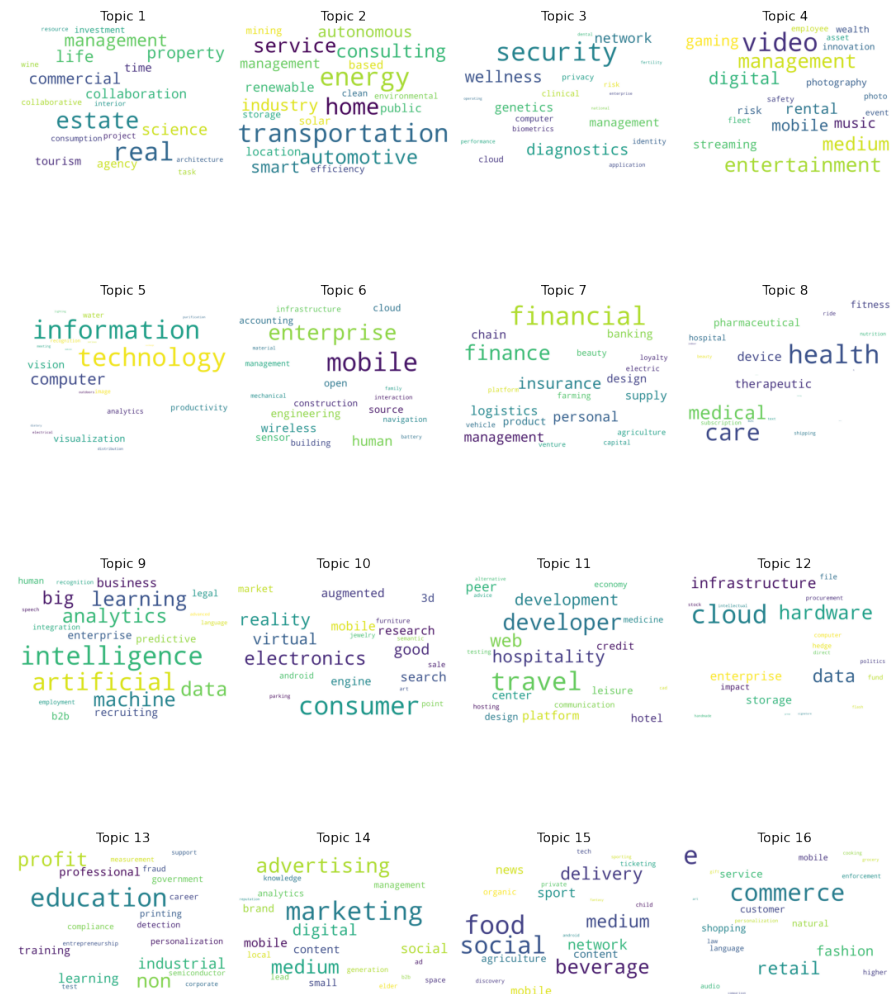 Topic 1
resource investment
management
life property
wine time
commercial
collaboration
collaborative interior
estate science
consumption project
real
tourism agency architecture
task
Topic 2
mining autonomous
service consulting
management based
energy
renewable clean environmental
industry home public
storage solar
transportation
location automotive
smart efficiency
Topic 3
dental
network
security
fertility
wellness privacy
risk
clinical
operating enterprise
genetics national
computer management
biometrics
performance identity
diagnostics
cloud application
Topic 4
employee wealth
gaming video asset
innovation
management
digital photography
safety photo
risk rental event
fleet mobile music
streaming medium
entertainment
Topic 5
water purification
information
technology
vision
computer
analytics productivity
electrical
visualization
distribution
Topic 6
infrastructure cloud
accounting
enterprise
material
management mobile
open
mechanical family
construction interaction
engineering source
wireless navigation
sensor building human battery
Topic 7
financial
chain banking
finance beauty loyalty
electric
insurance design
platform farming supply
logistics
vehicle product personal
management agriculture
venture capital
Topic 8
ride fitness
pharmaceutical
hospital nutrition
device health
therapeutic
medical
subscription
care shipping
Topic 9
human recognition business
big learning legal
speech analytics
integration language
enterprise predictive
intelligence
artificial data
employment machine
b2b recruiting
Topic 10
market augmented 3d
reality furniture
mobile research
virtual jewelry semantic
electronics good
sale
android engine search
art
parking consumer point
Topic 11
alternative
peer economy
advice
development
developer medicine
web
testing credit
hospitality
travel
center leisure
hosting communication
design platform hotel
Topic 12
infrastructure file
procurement
stock intellectual
cloud hardware
computer
hedge
direct politics
enterprise data fund
impact
storage
hardware
Topic 13
profit measurement support
professional fraud
government
education career
printing
compliance detection
entrepreneurship personalization
training
industrial
learning semiconductor
test non corporate
Topic 14
advertising
knowledge management
analytics
reputation
brand marketing
digital
mobile content social
local
medium generation b2b
lead small space
elder ad
Topic 15
tech
ticketing
news delivery
private
organic sport
child
food medium
social android network
agriculture content
beverage
discovery
mobile
Topic 16
e mobile cooking
service enforcement
commerce
customer
personalization natural
shopping
law
language fashion
retail higher
audio